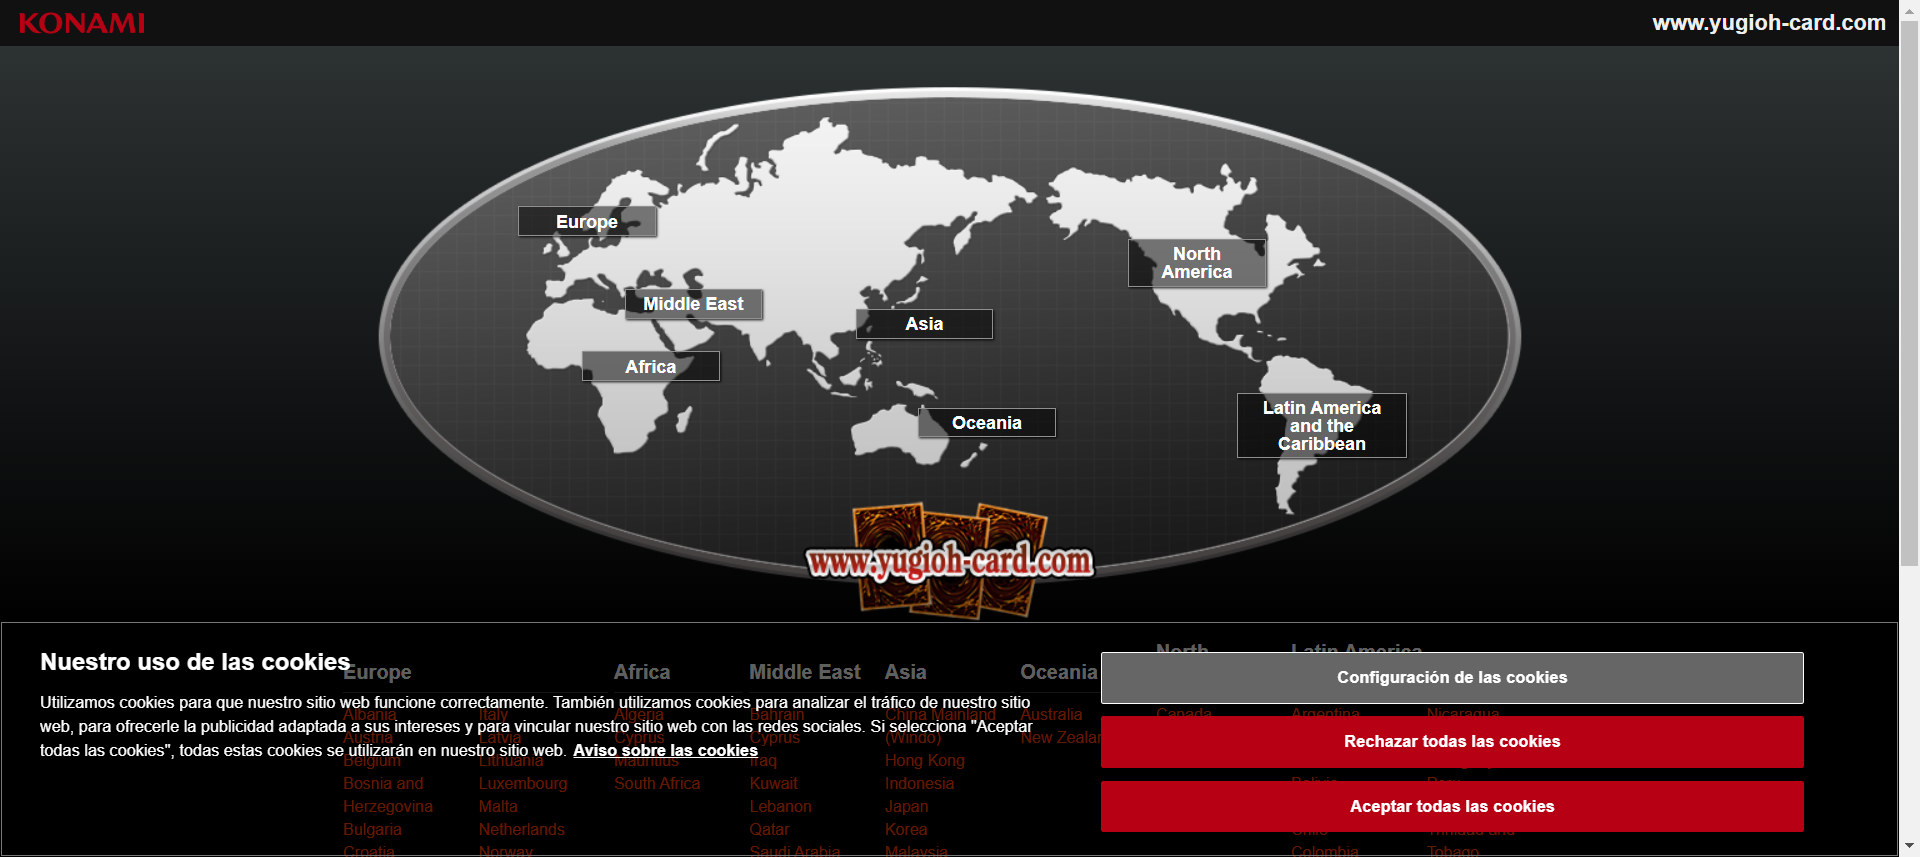 KONAMI
www.yugioh-card.com
Europe
North
America
Middle East
Asia
Africa
Latin America
and the
Caribbean
Oceania
www.yugioh-card.com
Nuestro uso de las cookies
Utilizamos cookies para que nuestro sitio web funcione correctamente. También utilizamos cookies para analizar el tráfico de nuestro sitio
web, para ofrecerle la publicidad adaptada a sus intereses y para vincular nuestro sitio web con las redes sociales. Si selecciona "Aceptar
todas las cookies", todas estas cookies se utilizarán en nuestro sitio web. Aviso sobre las cookies
Configuración de las cookies
Rechazar todas las cookies
Aceptar todas las cookies
Europe
Albania
Austria
Belgium
Bosnia and
Herzegovina
Bulgaria
Croatia
Italy
Latvia
Lithuania
Luxembourg
Malta
Netherlands
Norway
Africa
Algeria
Cyprus
Mauritius
South Africa
Middle East
Bahrain
Cyprus
Iraq
Kuwait
Lebanon
Qatar
Saudi Arabia
Asia
China Mainland
(Windo)
Hong Kong
Indonesia
Japan
Korea
Malaysia
Oceania
Australia
New Zealan
North
Canada
Latin America
Argentina
Bolivia
Chile
Colombia
Nicaragua
Peru
Trinidad and
Tobago